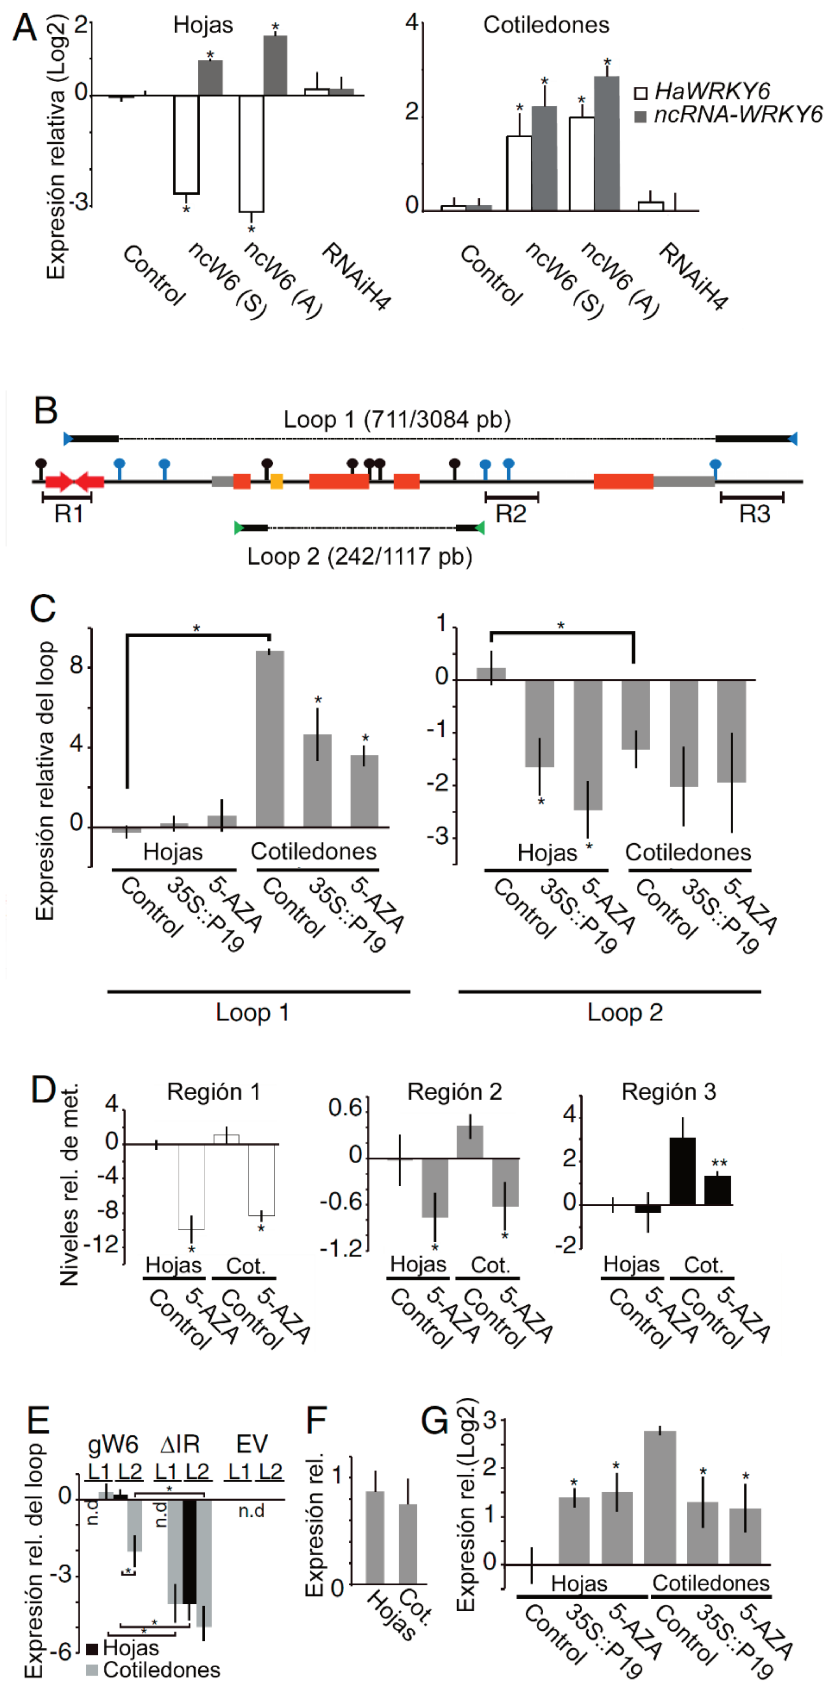 A
Hojas
Cotiledones
Expresión relativa (Log2)
2
0
-3
4
2
0
* * * *
* * * *
HaWRKY6
ncRNA-WRKY6
Control
ncW6 (S)
ncW6 (A)
RNAiH4
Control
ncW6 (S)
ncW6 (A)
RNAiH4
B
Loop 1 (711/3084 pb)
R1
R2
R3
Loop 2 (242/1117 pb)
C
Expresión relativa del loop
8
4
0
* * *
Hojas
Cotiledones
Control
35S::P19
5-AZA
Control
35S::P19
5-AZA
Loop 1
1
0
-1
-2
-3
* * *
Hojas
Cotiledones
Control
35S::P19
5-AZA
Control
35S::P19
5-AZA
Loop 2
D
Niveles rel. de met.
Región 1
4
0
-4
-8
-12
* *
Hojas
Cot.
Control
5-AZA
Control
5-AZA
Región 2
0.6
0
-0.6
-1.2
* *
Hojas
Cot.
Control
5-AZA
Control
5-AZA
Región 3
4
2
0
-2
**
Hojas
Cot.
Control
5-AZA
Control
5-AZA
E
Expresión rel. del loop
gW6 ΔIR EV
L1 L2 L1 L2 L1 L2
0
-3
-6
n.d
n.d
n.d
* * * *
Hojas
Cotiledones
F
Expresión rel.
1
0
Hojas
Cot.
G
Expresión rel.(Log2)
3
2
1
0
* * * *
Hojas
Cotiledones
Control
35S::P19
5-AZA
Control
35S::P19
5-AZA